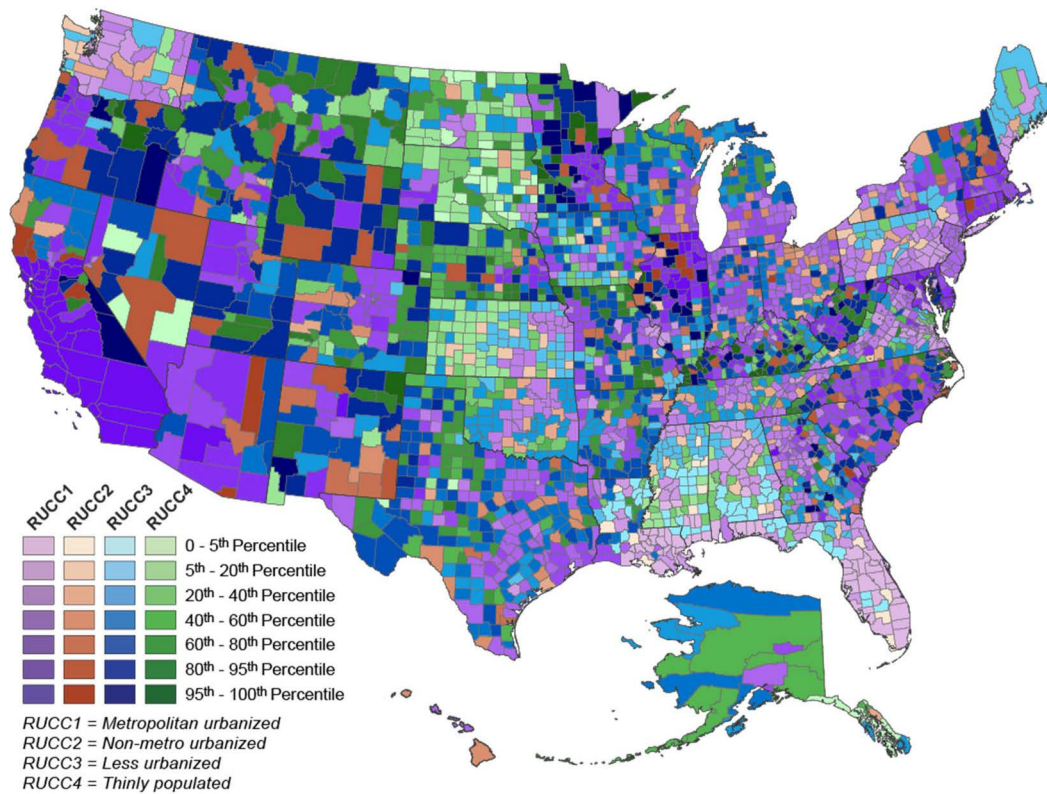 RUCC1 RUCC2 RUCC3 RUCC4
0 - 5th Percentile
5th - 20th Percentile
20th - 40th Percentile
40th - 60th Percentile
60th - 80th Percentile
80th - 95th Percentile
95th - 100th Percentile
RUCC1 = Metropolitan urbanized
RUCC2 = Non-metro urbanized
RUCC3 = Less urbanized
RUCC4 = Thinly populated